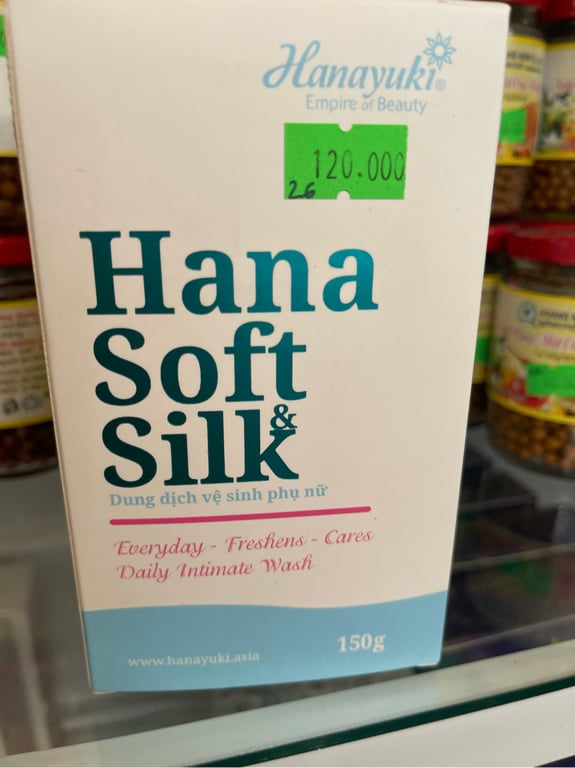 Hanayuki®
Empire of Beauty
120.000
26
Hana
Soft
&
Silk
Dung dịch vệ sinh phụ nữ
Everyday - Freshens - Cares
Daily Intimate Wash
www.hanayuki.asia
150g